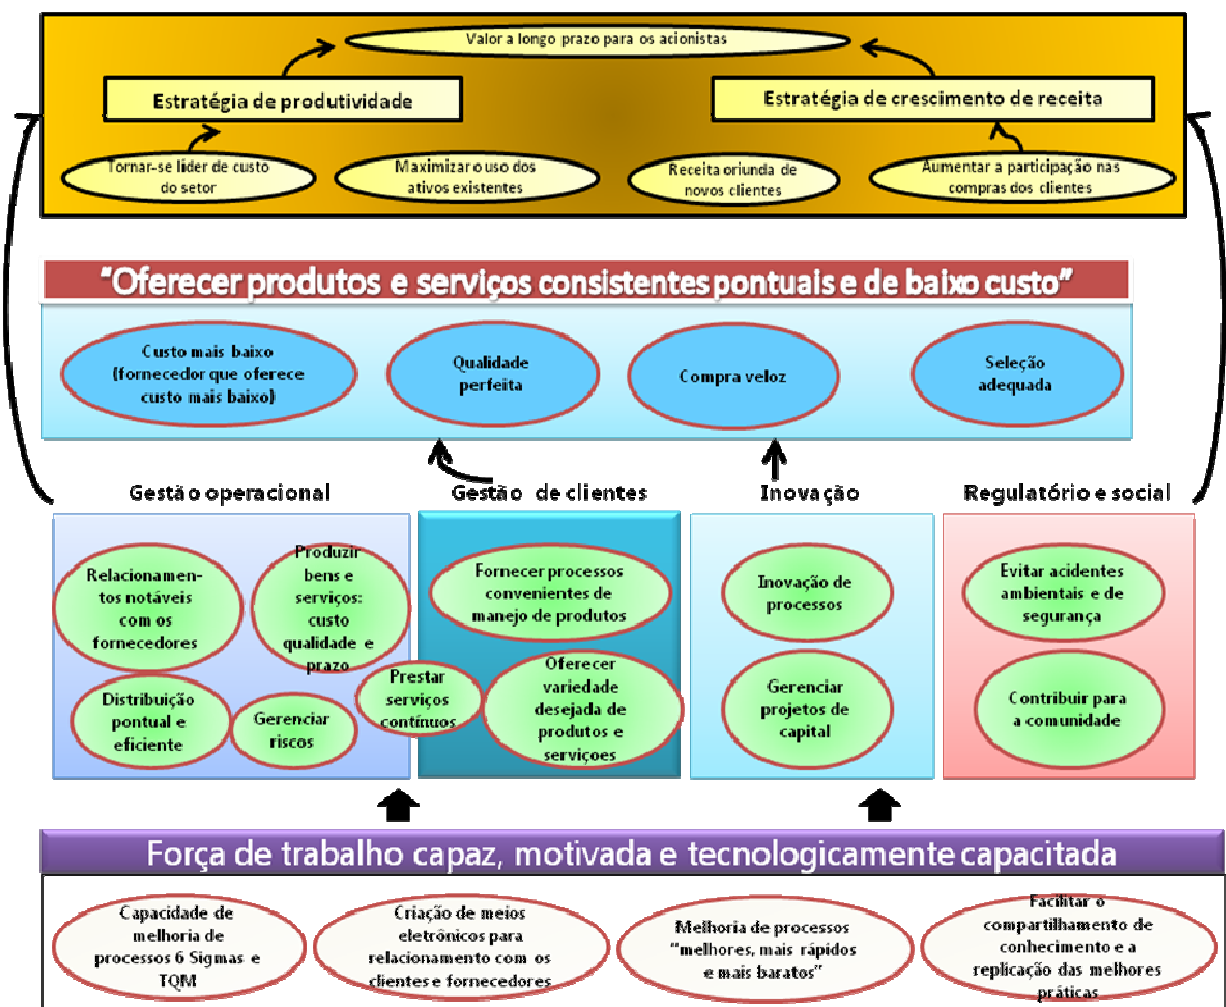 Valor a longo prazo para os acionistas
Estratégia de produtividade
Estratégia de crescimento de receita
Tornar-se líder de custo
do setor
Maximizar o uso dos
ativos existentes
Receita oriunda de
novos clientes
Aumentar a participação nas
compras dos clientes
"Oferecer produtos e serviços consistentes pontuais e de baixo custo"
Custo mais baixo
(fornecedor que oferece
custo mais baixo)
Qualidade
perfeita
Compra veloz
Seleção
adequada
Gestão operacional
Gestão de clientes
Inovação
Regulatório e social
Relacionamen-
tos notáveis
com os
fornecedores
Produzir
bens e
serviços:
custo
qualidade e
prazo
Distribuição
pontual e
eficiente
Gerenciar
riscos
Prestar
serviços
contínuos
Fornecer processos
convenientes de
manejo de produtos
Oferecer
variedade
desejada de
produtos e
serviçoes
Inovação de
processos
Gerenciar
projetos de
capital
Evitar acidentes
ambientais e de
segurança
Contribuir para
a comunidade
Força de trabalho capaz, motivada e tecnologicamente capacitada
Capacidade de
melhoria de
processos 6 Sigmas e
TQM
Criação de meios
eletrônicos para
relacionamento com os
clientes e fornecedores
Melhoria de processos
"melhores, mais rápidos
e mais baratos"
Facilitar o
compartilhamento de
conhecimento e a
replicação das melhores
práticas